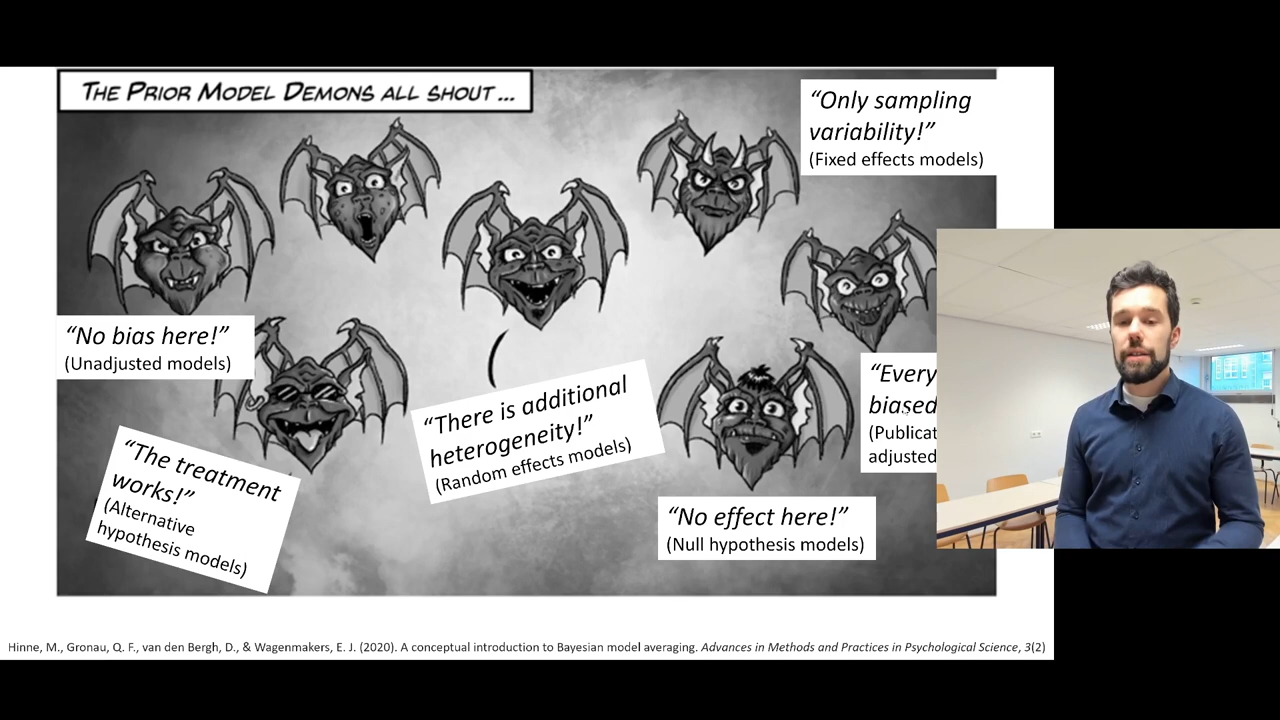 THE PRIOR MODEL DEMONS ALL SHOUT ...
“Only sampling
variability!”
(Fixed effects models)
“No bias here!”
(Unadjusted models)
“Every
biased
(Publicat
adjusted
“There is additional
heterogeneity!”
(Random effects models)
“The treatment
works!”
(Alternative
hypothesis models)
“No effect here!”
(Null hypothesis models)
Hinne, M., Gronau, Q. F., van den Bergh, D., & Wagenmakers, E. J. (2020). A conceptual introduction to Bayesian model averaging. Advances in Methods and Practices in Psychological Science, 3(2)